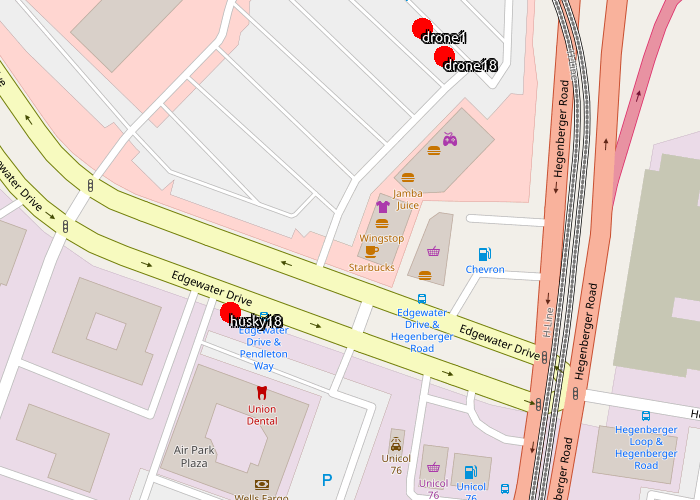 drone1
drone18
Hegenberger Road
Jamba
Juice
Wingstop
Starbucks
Chevron
Edgewater Drive
husky18
Edgewater
Drive &
Pendleton
Way
Edgewater
Drive &
Hegenberger
Road
Edgewater Drive
H-Line
Hegenberger Road
Union
Dental
Air Park
Plaza
Wells Fargo
P
Unicol
76
Unicol
76
Unicol
76
Hegenberger
Loop &
Hegenberger
Road